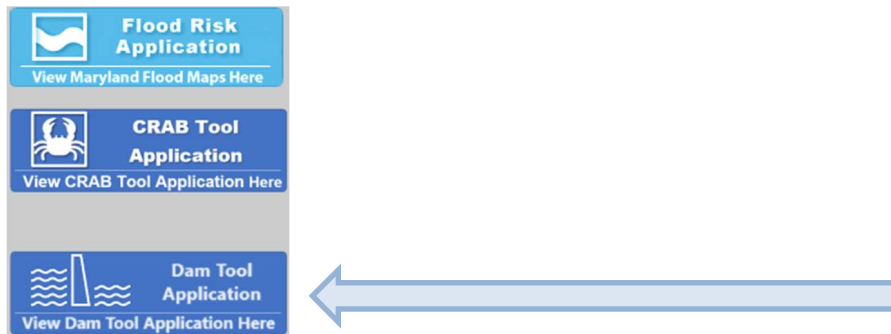 Flood Risk
Application
View Maryland Flood Maps Here
CRAB Tool
Application
View CRAB Tool Application Here
Dam Tool
Application
View Dam Tool Application Here